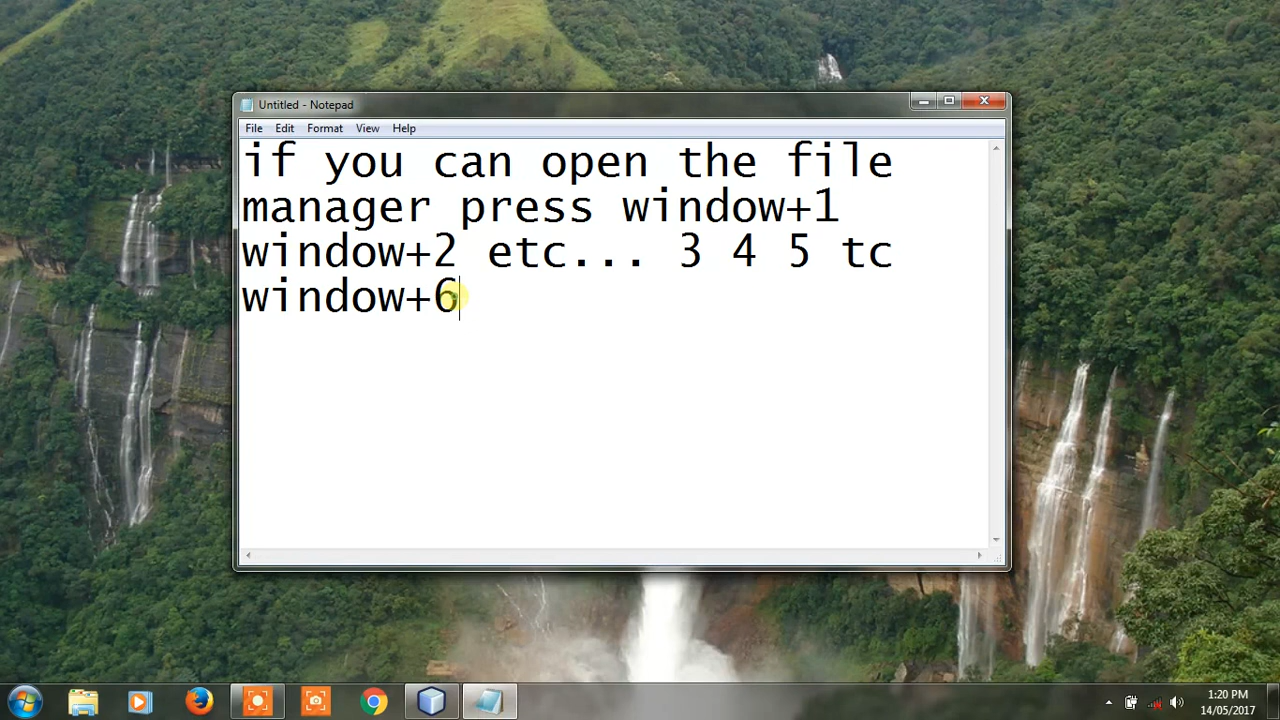 Untitled - Notepad
File Edit Format View Help
if you can open the file
manager press window+1
window+2 etc... 3 4 5 tc
window+6
1:20 PM
14/05/2017